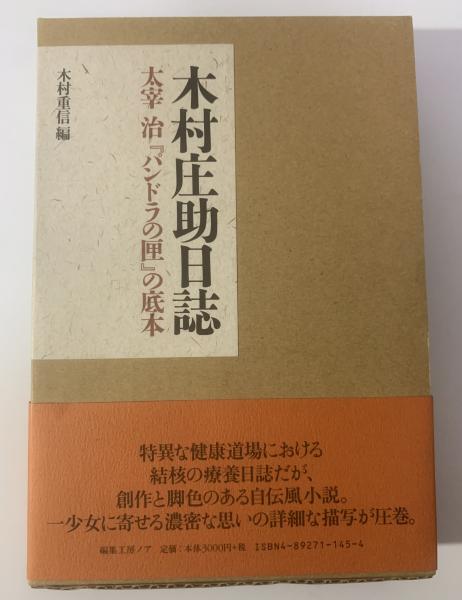 木村庄助日誌
太宰 治『パンドラの匣』の底本
木村重信 編
特異な健康道場における
結核の療養日誌だが、
創作と脚色のある自伝風小説。
一少女に寄せる濃密な思いの詳細な描写が圧巻。
編集工房ノア 定価：本体3000円+税 ISBN4-89271-145-4